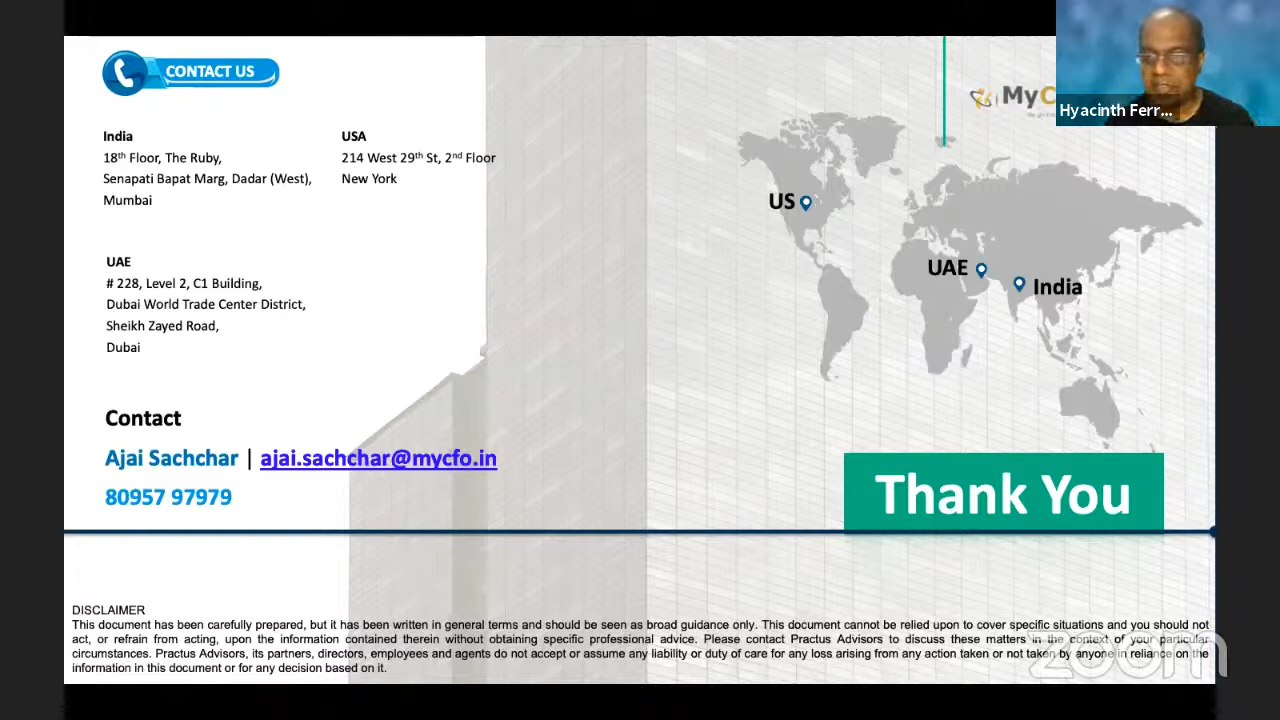 CONTACT US
India
18th Floor, The Ruby,
Senapati Bapat Marg, Dadar (West),
Mumbai
USA
214 West 29th St, 2nd Floor
New York
UAE
# 228, Level 2, C1 Building,
Dubai World Trade Center District,
Sheikh Zayed Road,
Dubai
Contact
Ajai Sachchar | ajai.sachchar@mycfo.in
80957 97979
MyC
Hyacinth Ferr...
US
UAE
India
Thank You
DISCLAIMER
This document has been carefully prepared, but it has been written in general terms and should be seen as broad guidance only. This document cannot be relied upon to cover specific situations and you should not
act, or refrain from acting, upon the information contained therein without obtaining specific professional advice. Please contact Practus Advisors to discuss these matters in the context of your particular
circumstances. Practus Advisors, its partners, directors, employees and agents do not accept or assume any liability or duty of care for any loss arising from any action taken or not taken by anyone in reliance on the
information in this document or for any decision based on it.
zoom